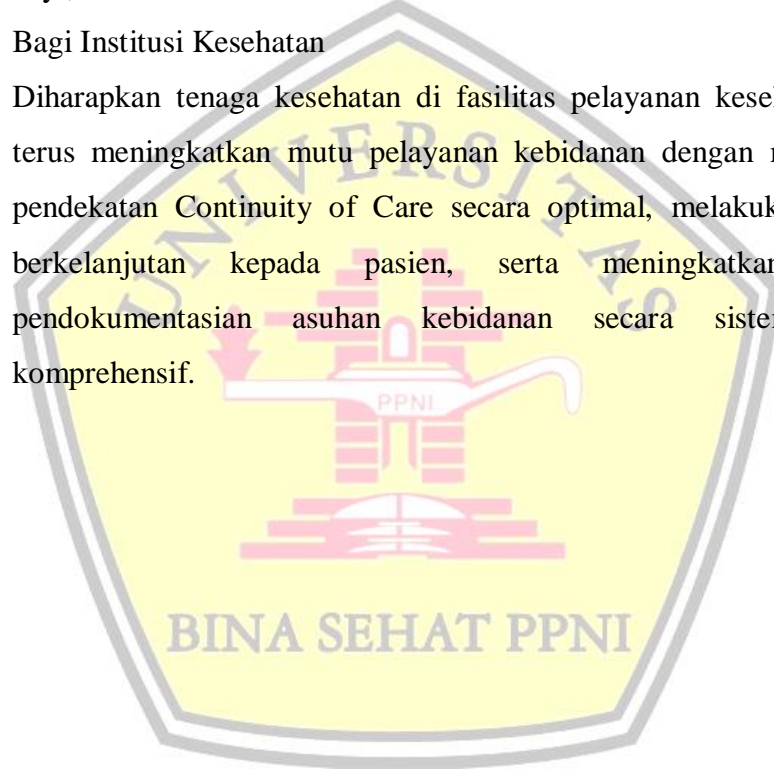 Bagi Institusi Kesehatan
Diharapkan tenaga kesehatan di fasilitas pelayanan
terus meningkatkan mutu pelayanan kebidanan dengan
pendekatan Continuity of Care secara optimal,
berkelanjutan kepada pasien, serta
pendokumentasian asuhan kebidanan secara
komprehensif.
UNIVERSITAS
PPNI
BINA SEHAT PPNI